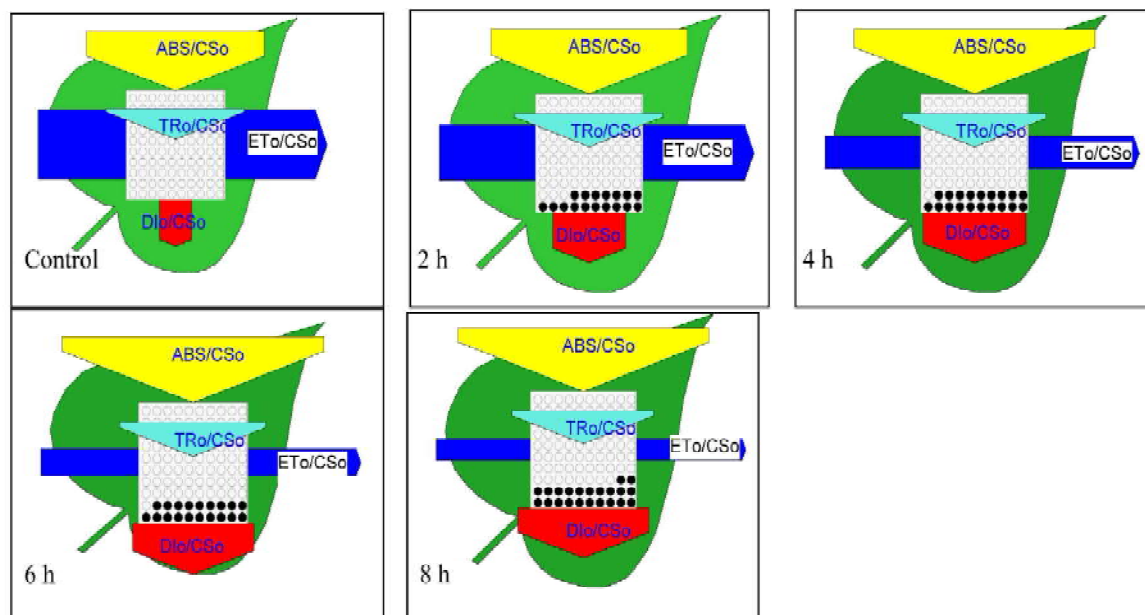 ABS/CSo
TRo/CSo
ETo/CSo
DIo/CSo
Control
ABS/CSo
TRo/CSo
ETo/CSo
DIo/CSo
2 h
ABS/CSo
TRo/CSo
ETo/CSo
DIo/CSo
4 h
ABS/CSo
TRo/CSo
ETo/CSo
DIo/CSo
6 h
ABS/CSo
TRo/CSo
ETo/CSo
DIo/CSo
8 h